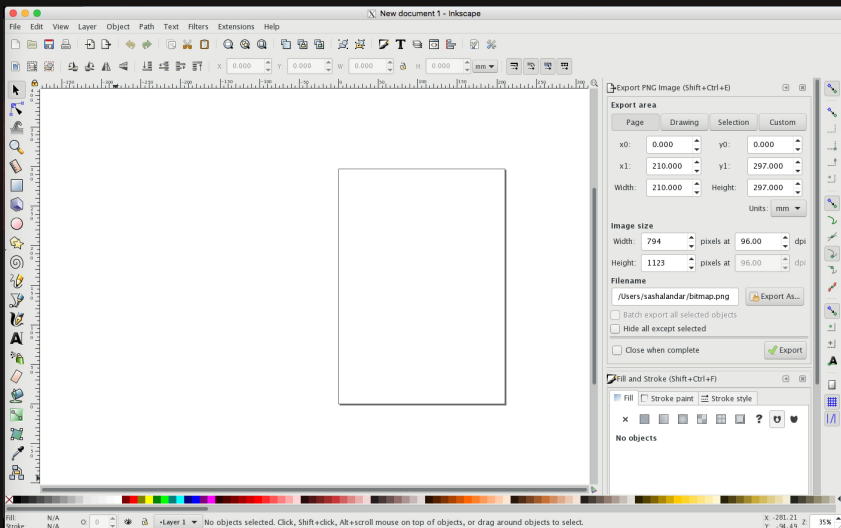 New document 1 - Inkscape
File Edit View Layer Object Path Text Filters Extensions Help
X: 0.000 Y: 0.000 W: 0.000 H: 0.000 mm
Export PNG Image (Shift+Ctrl+E)
Export area
Page Drawing Selection Custom
x0: 0.000 y0: 0.000
x1: 210.000 y1: 297.000
Width: 210.000 Height: 297.000
Units: mm
Image size
Width: 794 pixels at 96.00 dpi
Height: 1123 pixels at 96.00 dpi
Filename
/Users/sashalandar/bitmap.png Export As...
Batch export all selected objects
Hide all except selected
Close when complete Export
Fill and Stroke (Shift+Ctrl+F)
Fill Stroke paint Stroke style
No objects
Fill: N/A
Stroke: N/A
O: 0 •Layer 1 No objects selected. Click, Shift+click, Alt+scroll mouse on top of objects, or drag around objects to select.
X -281.21
Y -94.49
Z: 35%